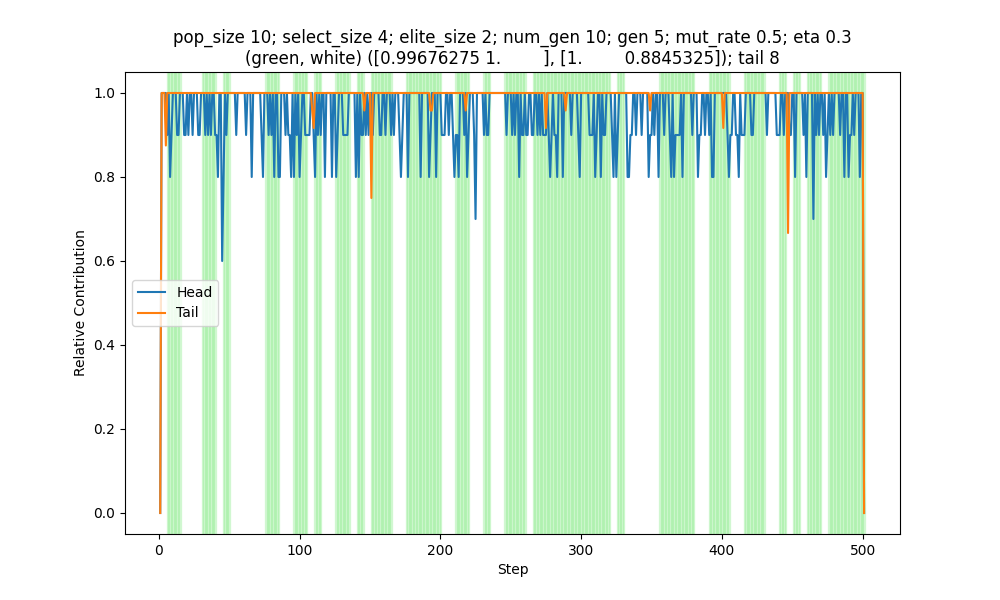 pop_size 10; select_size 4; elite_size 2; num_gen 10; gen 5; mut_rate 0.5; eta 0.3
(green, white) ([0.99676275 1.        ], [1.        0.8845325]); tail 8
1.0
0.8
0.6
0.4
0.2
0.0
Relative Contribution
Head
Tail
0 100 200 300 400 500
Step